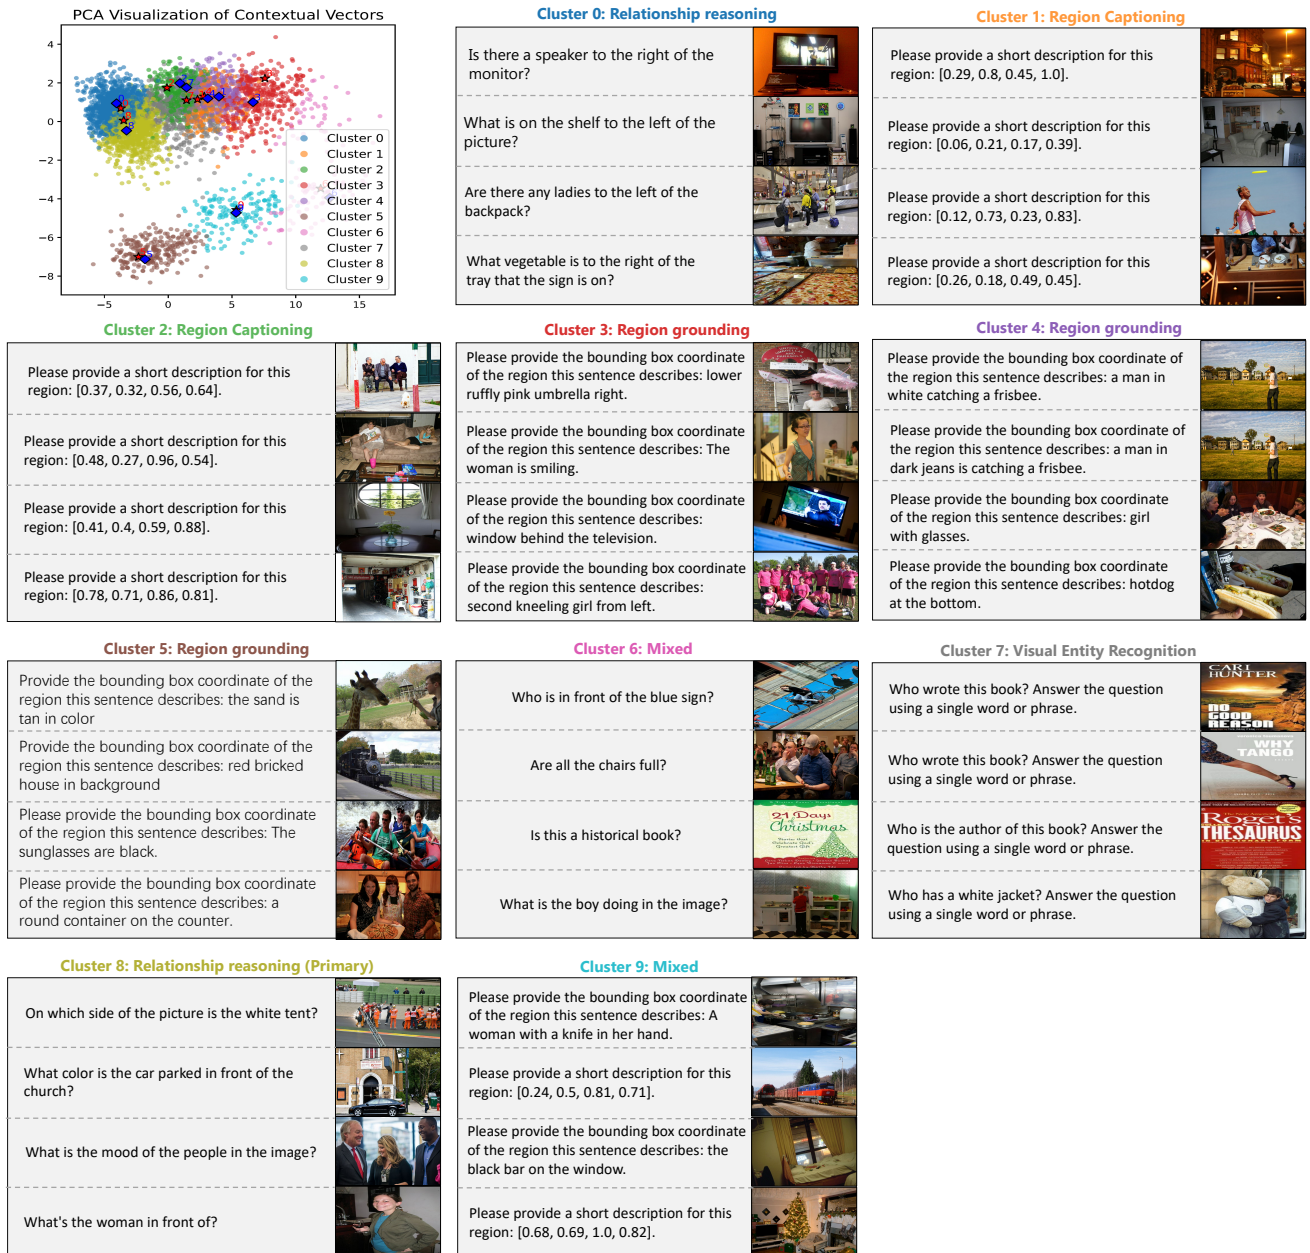 PCA Visualization of Contextual Vectors
4
2
0
−2
−4
−6
−8
−5
0
5
10
15
Cluster 0
Cluster 1
Cluster 2
Cluster 3
Cluster 4
Cluster 5
Cluster 6
Cluster 7
Cluster 8
Cluster 9
Cluster 0: Relationship reasoning
Is there a speaker to the right of the
monitor?
What is on the shelf to the left of the
picture?
Are there any ladies to the left of the
backpack?
What vegetable is to the right of the
tray that the sign is on?
Cluster 1: Region Captioning
Please provide a short description for this
region: [0.29, 0.8, 0.45, 1.0].
Please provide a short description for this
region: [0.06, 0.21, 0.17, 0.39].
Please provide a short description for this
region: [0.12, 0.73, 0.23, 0.83].
Please provide a short description for this
region: [0.26, 0.18, 0.49, 0.45].
Cluster 2: Region Captioning
Please provide a short description for this
region: [0.37, 0.32, 0.56, 0.64].
Please provide a short description for this
region: [0.48, 0.27, 0.96, 0.54].
Please provide a short description for this
region: [0.41, 0.4, 0.59, 0.88].
Please provide a short description for this
region: [0.78, 0.71, 0.86, 0.81].
Cluster 3: Region grounding
Please provide the bounding box coordinate
of the region this sentence describes: lower
ruffly pink umbrella right.
Please provide the bounding box coordinate
of the region this sentence describes: The
woman is smiling.
Please provide the bounding box coordinate
of the region this sentence describes:
window behind the television.
Please provide the bounding box coordinate
of the region this sentence describes:
second kneeling girl from left.
Cluster 4: Region grounding
Please provide the bounding box coordinate of
the region this sentence describes: a man in
white catching a frisbee.
Please provide the bounding box coordinate of
the region this sentence describes: a man in
dark jeans is catching a frisbee.
Please provide the bounding box coordinate
of the region this sentence describes: girl
with glasses.
Please provide the bounding box coordinate
of the region this sentence describes: hotdog
at the bottom.
Cluster 5: Region grounding
Provide the bounding box coordinate of the
region this sentence describes: the sand is
tan in color
Provide the bounding box coordinate of the
region this sentence describes: red bricked
house in background
Please provide the bounding box coordinate
of the region this sentence describes: The
sunglasses are black.
Please provide the bounding box coordinate
of the region this sentence describes: a
round container on the counter.
Cluster 6: Mixed
Who is in front of the blue sign?
Are all the chairs full?
Is this a historical book?
21 Days
of
Christmas
What is the boy doing in the image?
Cluster 7: Visual Entity Recognition
Who wrote this book? Answer the question
using a single word or phrase.
CARI
HUNTER
NO
GOOD
REASON
Who wrote this book? Answer the question
using a single word or phrase.
WHY
TANGO
Who is the author of this book? Answer the
question using a single word or phrase.
Roget's
THESAURUS
Who has a white jacket? Answer the question
using a single word or phrase.
Cluster 8: Relationship reasoning (Primary)
On which side of the picture is the white tent?
What color is the car parked in front of the
church?
What is the mood of the people in the image?
What's the woman in front of?
Cluster 9: Mixed
Please provide the bounding box coordinate
of the region this sentence describes: A
woman with a knife in her hand.
Please provide a short description for this
region: [0.24, 0.5, 0.81, 0.71].
Please provide the bounding box coordinate
of the region this sentence describes: the
black bar on the window.
Please provide a short description for this
region: [0.68, 0.69, 1.0, 0.82].